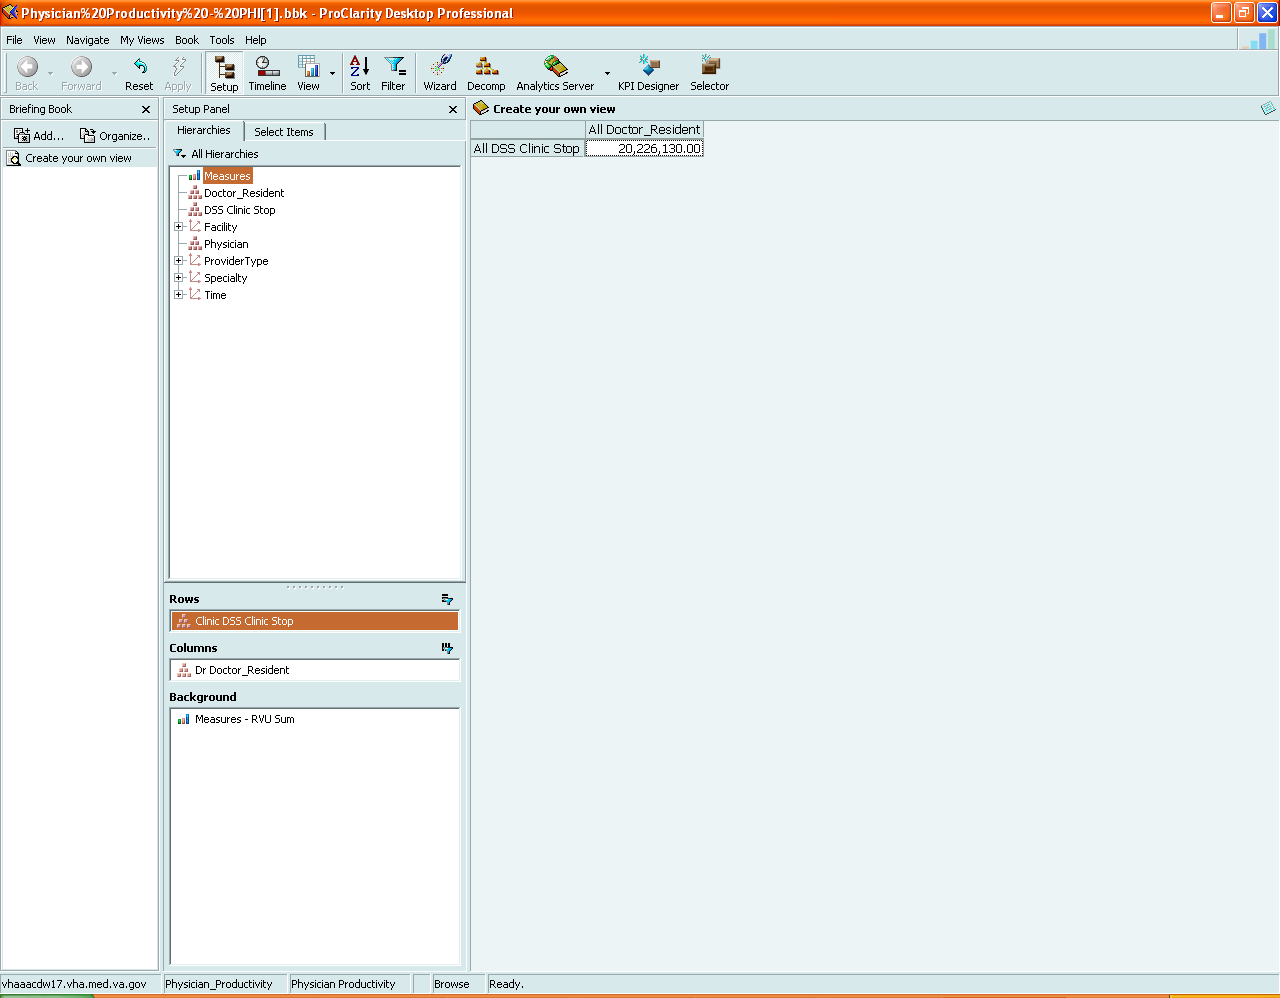 Physician%20Productivity%20-%20PHI[1].bbk - ProClarity Desktop Professional
File View Navigate My Views Book Tools Help
Back Forward Reset Apply Setup Timeline View Sort Filter Wizard Decomp Analytics Server KPI Designer Selector
Briefing Book
Add... Organize..
Create your own view
Setup Panel
Hierarchies Select Items
All Hierarchies
Measures
Doctor_Resident
DSS Clinic Stop
Facility
Physician
ProviderType
Specialty
Time
Rows
Clinic DSS Clinic Stop
Columns
Dr Doctor_Resident
Background
Measures - RVU Sum
Create your own view
All Doctor_Resident
All DSS Clinic Stop 20,226,130.00
vhaaacdw17.vha.med.va.gov Physician_Productivity Physician Productivity Browse Ready.